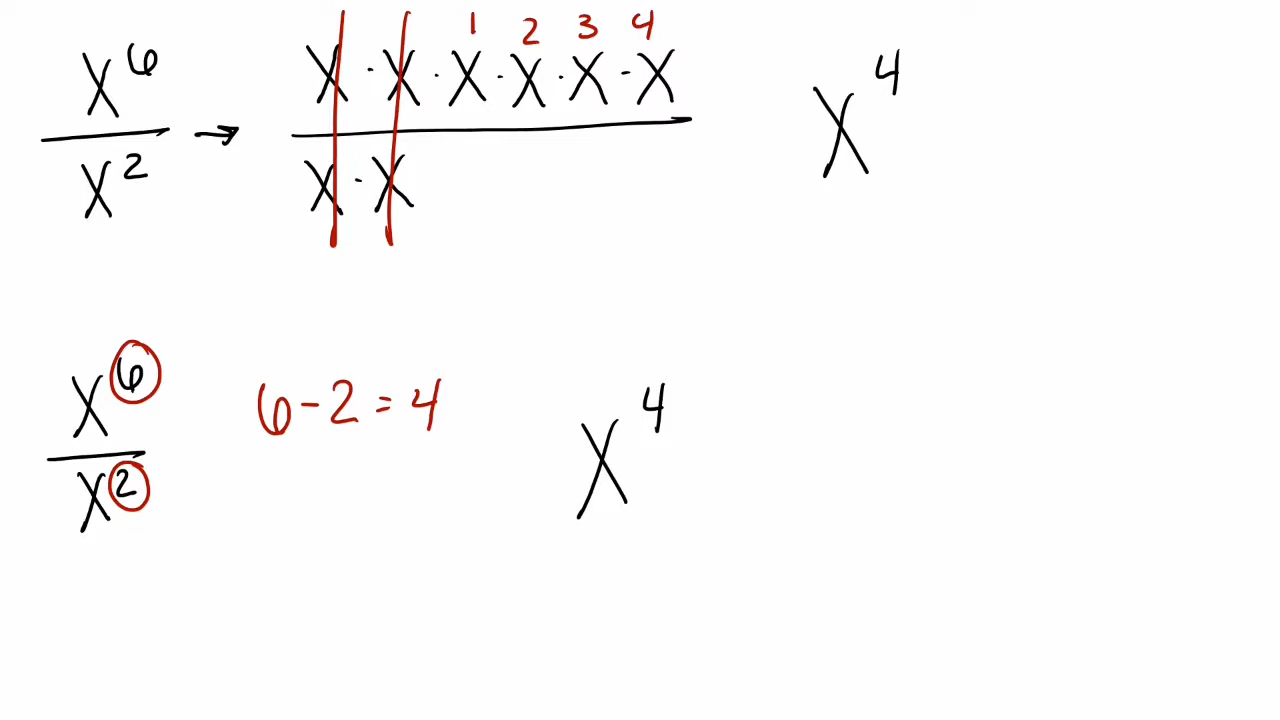 1 2 3 4
X^6 / X^2 → X · X · X · X · X · X / X · X X^4
X^6 / X^2 6 - 2 = 4 X^4